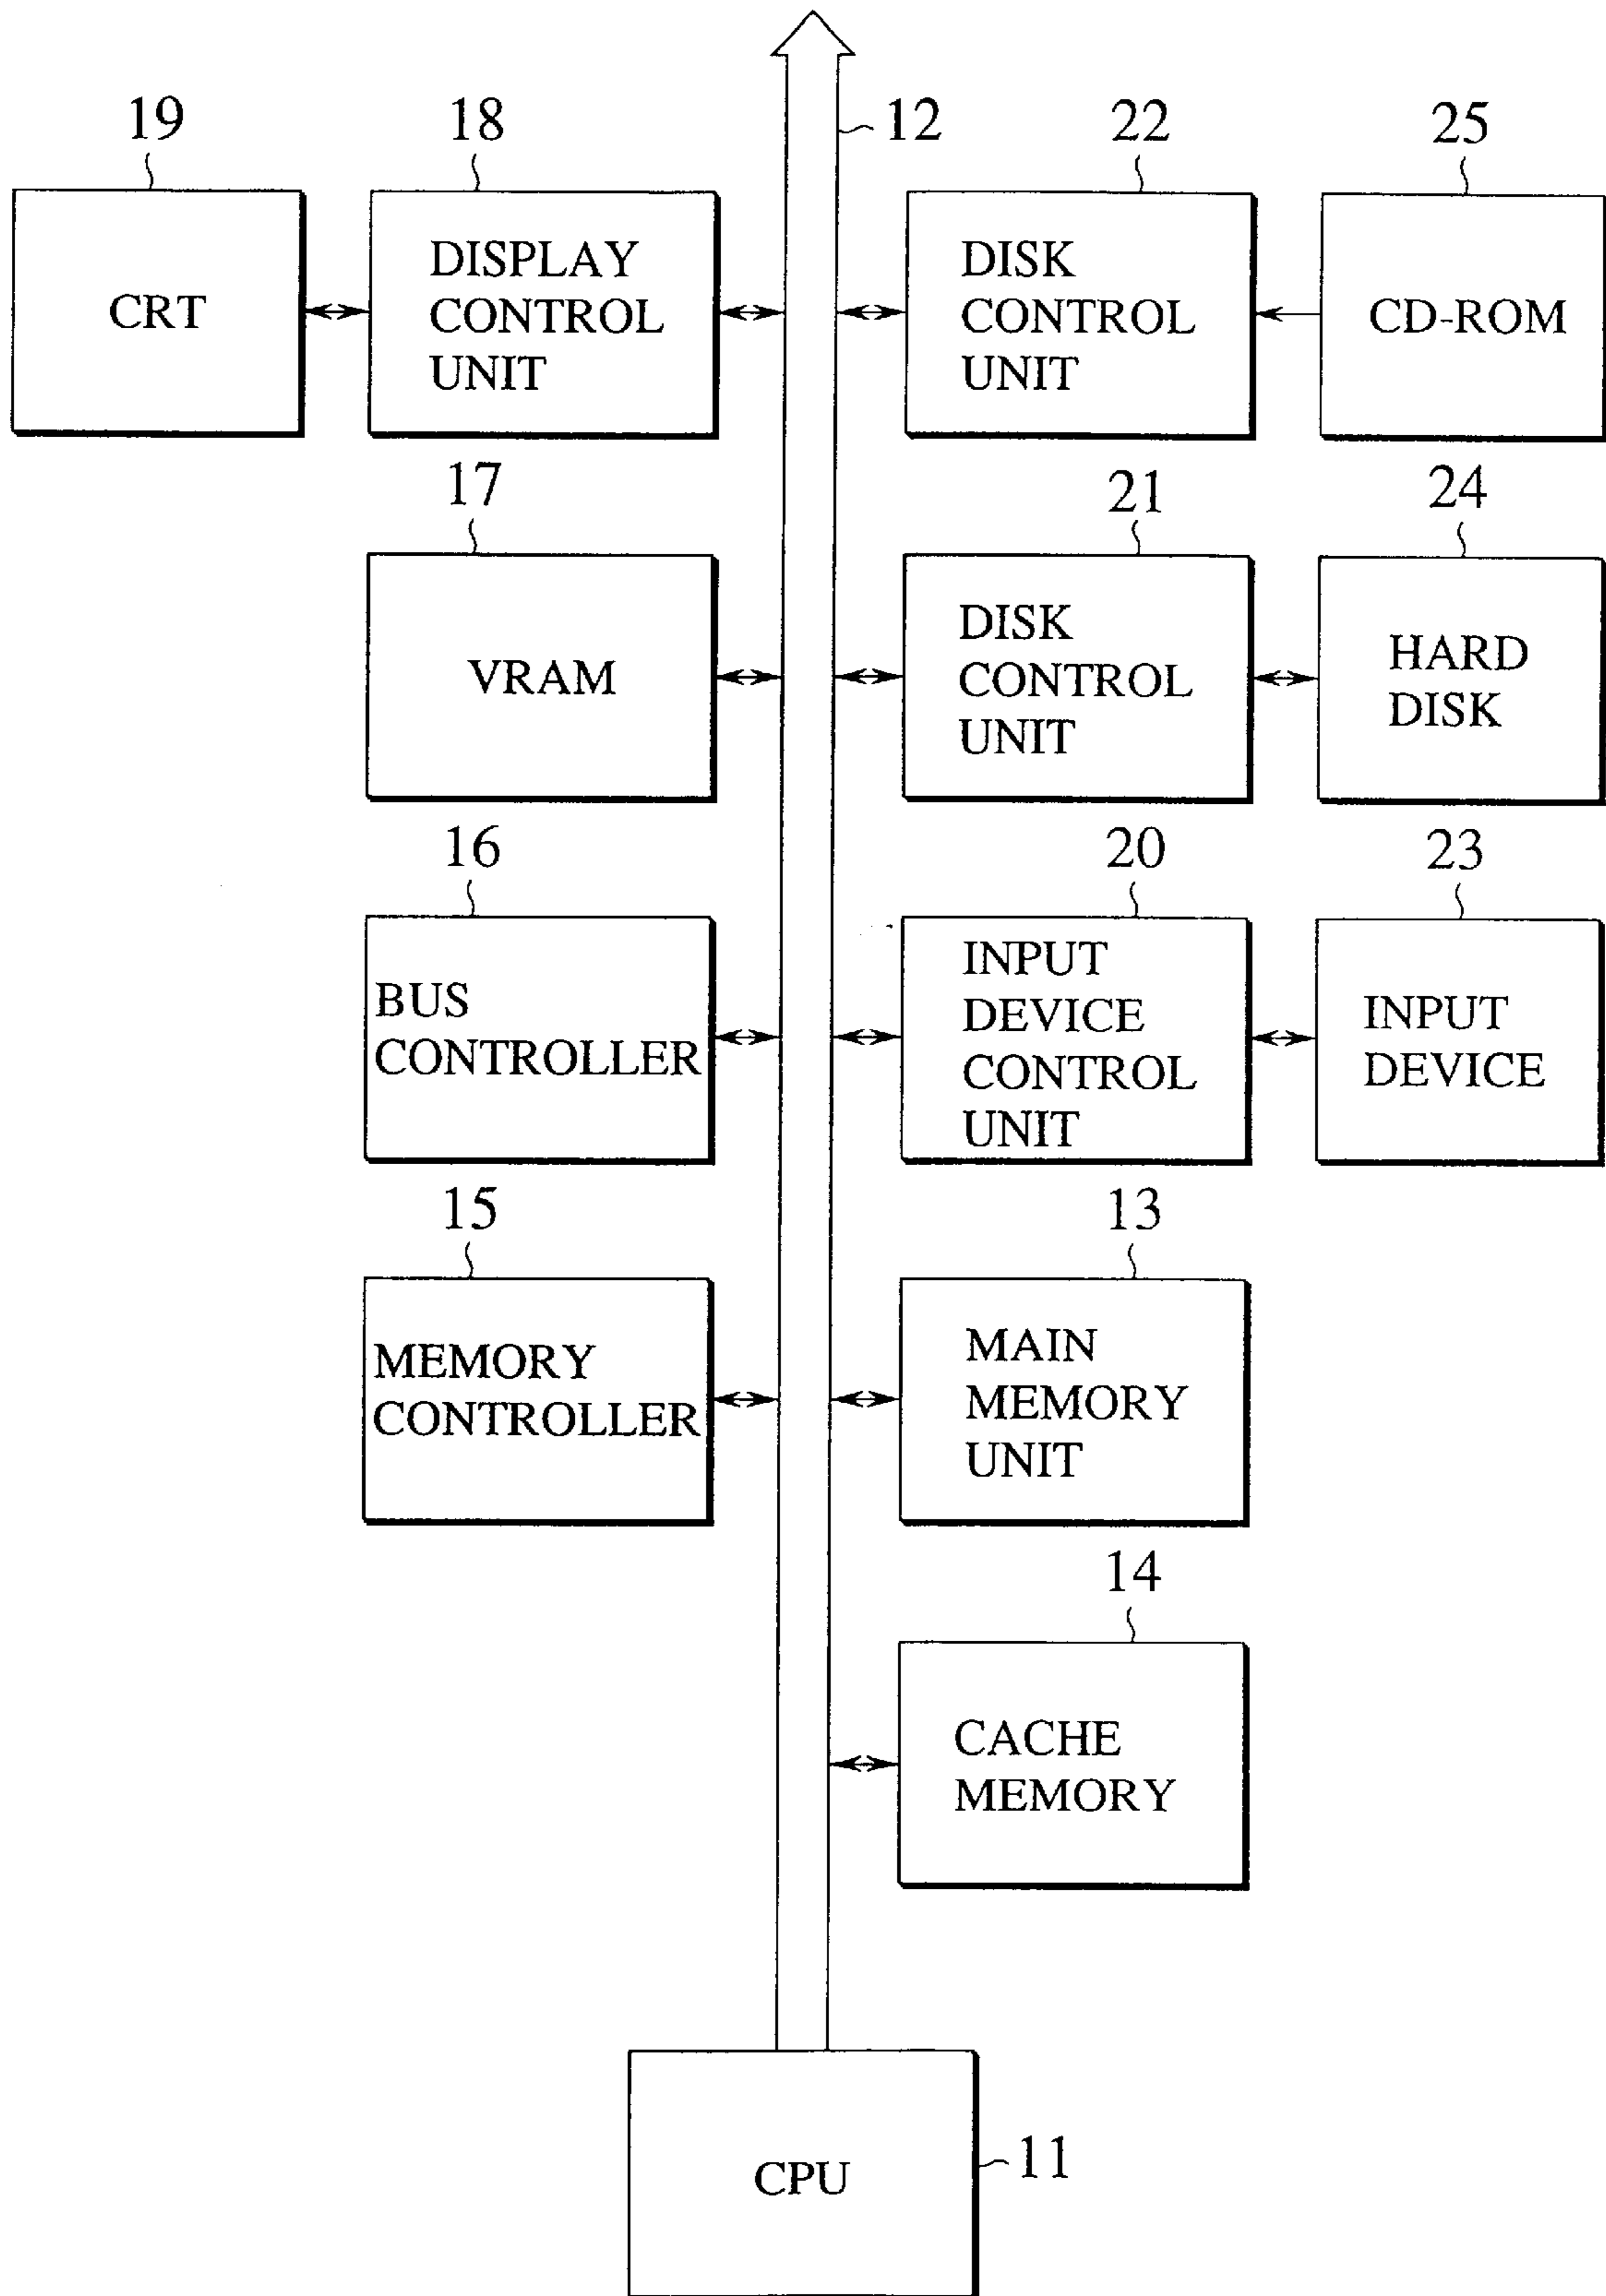 12
19
CRT
18
DISPLAY
CONTROL
UNIT
22
DISK
CONTROL
UNIT
25
CD-ROM
17
VRAM
21
DISK
CONTROL
UNIT
24
HARD
DISK
16
BUS
CONTROLLER
20
INPUT
DEVICE
CONTROL
UNIT
23
INPUT
DEVICE
15
MEMORY
CONTROLLER
13
MAIN
MEMORY
UNIT
14
CACHE
MEMORY
CPU
11